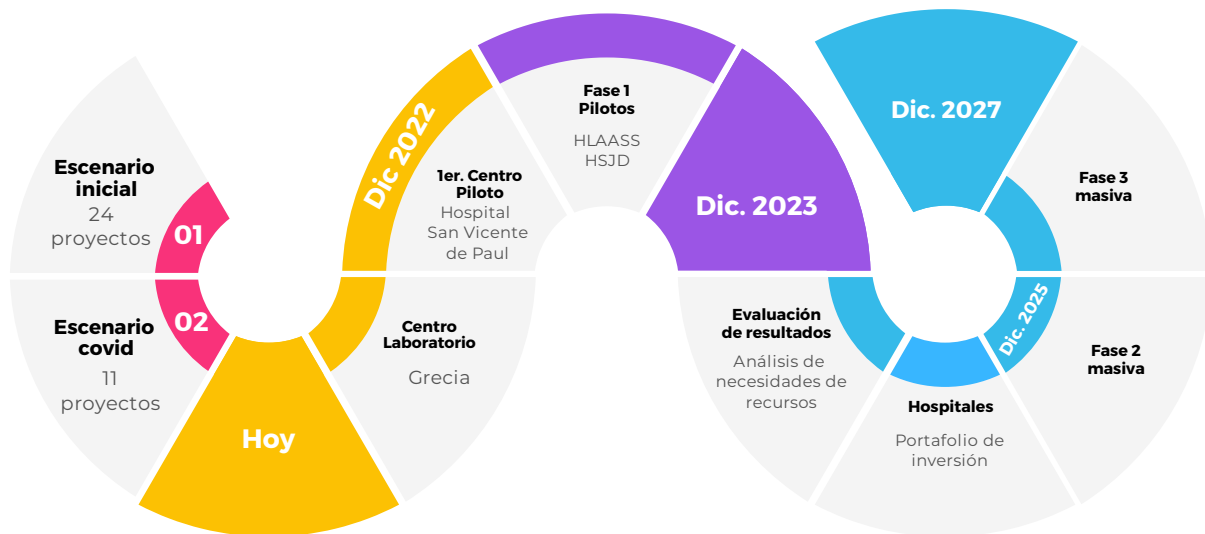 Escenario
inicial
24
proyectos
01
02
Escenario
covid
11
proyectos
Hoy
Centro
Laboratorio
Grecia
Dic 2022
1er. Centro
Piloto
Hospital
San Vicente
de Paul
Fase 1
Pilotos
HLAASS
HSJD
Dic. 2023
Evaluación
de resultados
Análisis de
necesidades de
recursos
Hospitales
Portafolio de
inversión
Dic. 2025
Fase 2
masiva
Fase 3
masiva
Dic. 2027